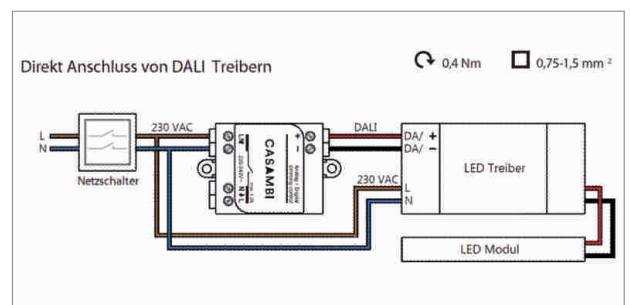 Direkt Anschluss von DALI Treibern
0,4 Nm
0,75-1,5 mm ²
L
N
Netzschalter
230 VAC
CASAMBI
DALI
DA/ +
DA/ −
230 VAC
L
N
LED Treiber
LED Modul